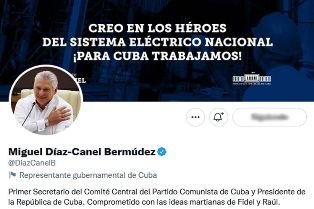 CREO EN LOS HÉROES
DEL SISTEMA ELÉCTRICO NACIONAL
¡PARA CUBA TRABAJAMOS!
Miguel Díaz-Canel Bermúdez
@DiazCanelB
Representante gubernamental de Cuba
Primer Secretario del Comité Central del Partido Comunista de Cuba y Presidente de
la República de Cuba. Comprometido con las ideas martianas de Fidel y Raúl.